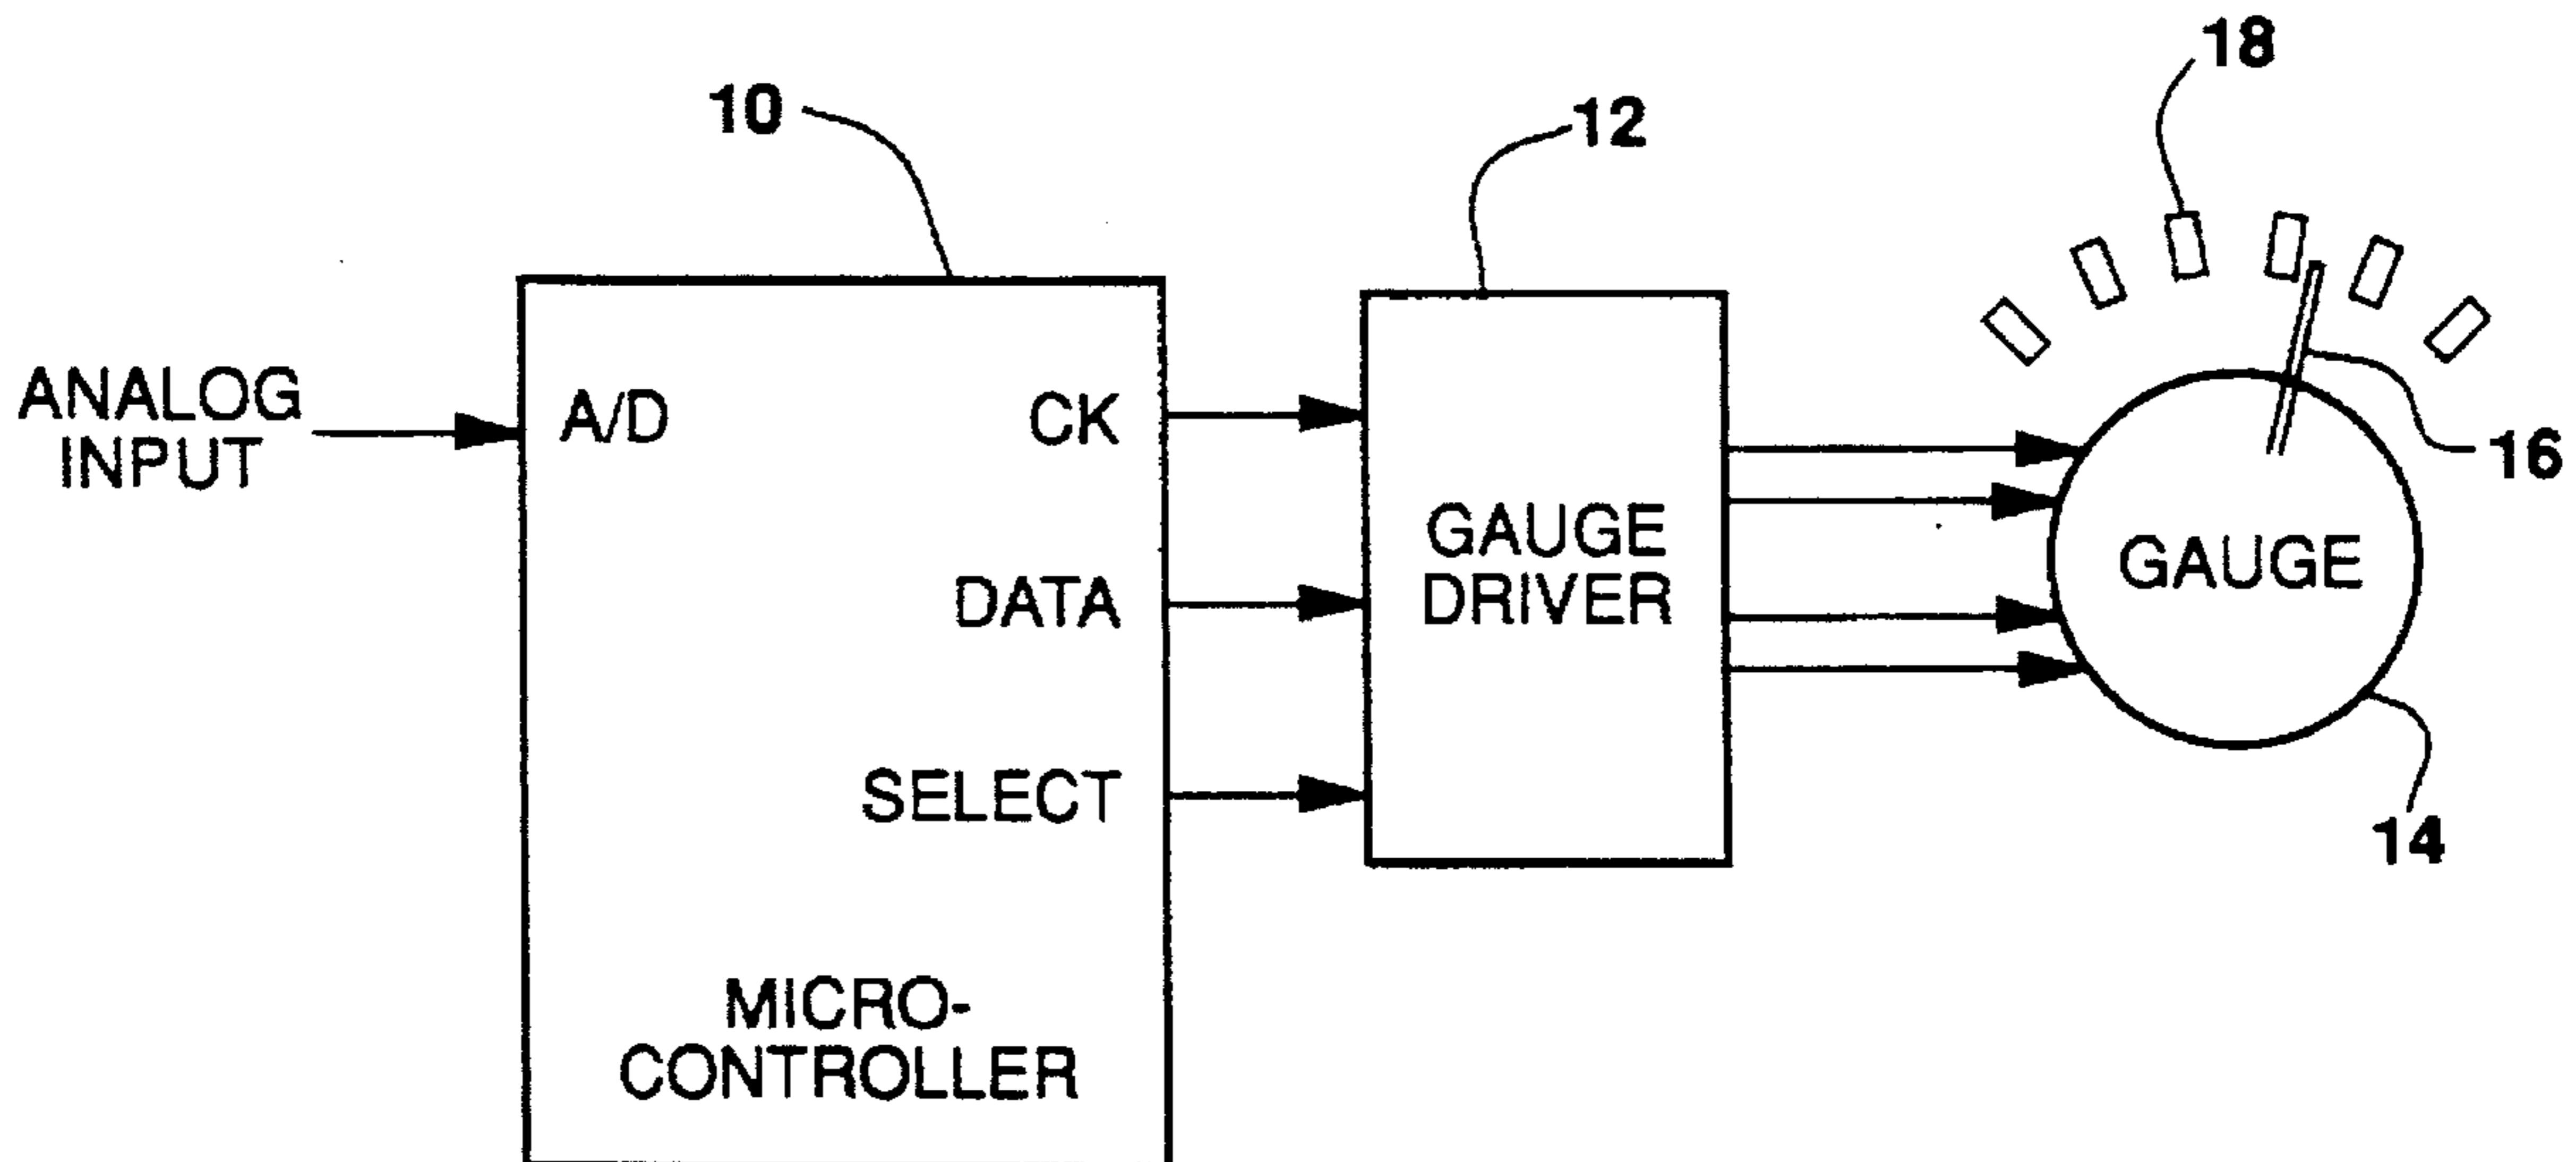 18
10
12
ANALOG
INPUT
A/D
CK
16
GAUGE
DRIVER
GAUGE
DATA
SELECT
14
MICRO-
CONTROLLER